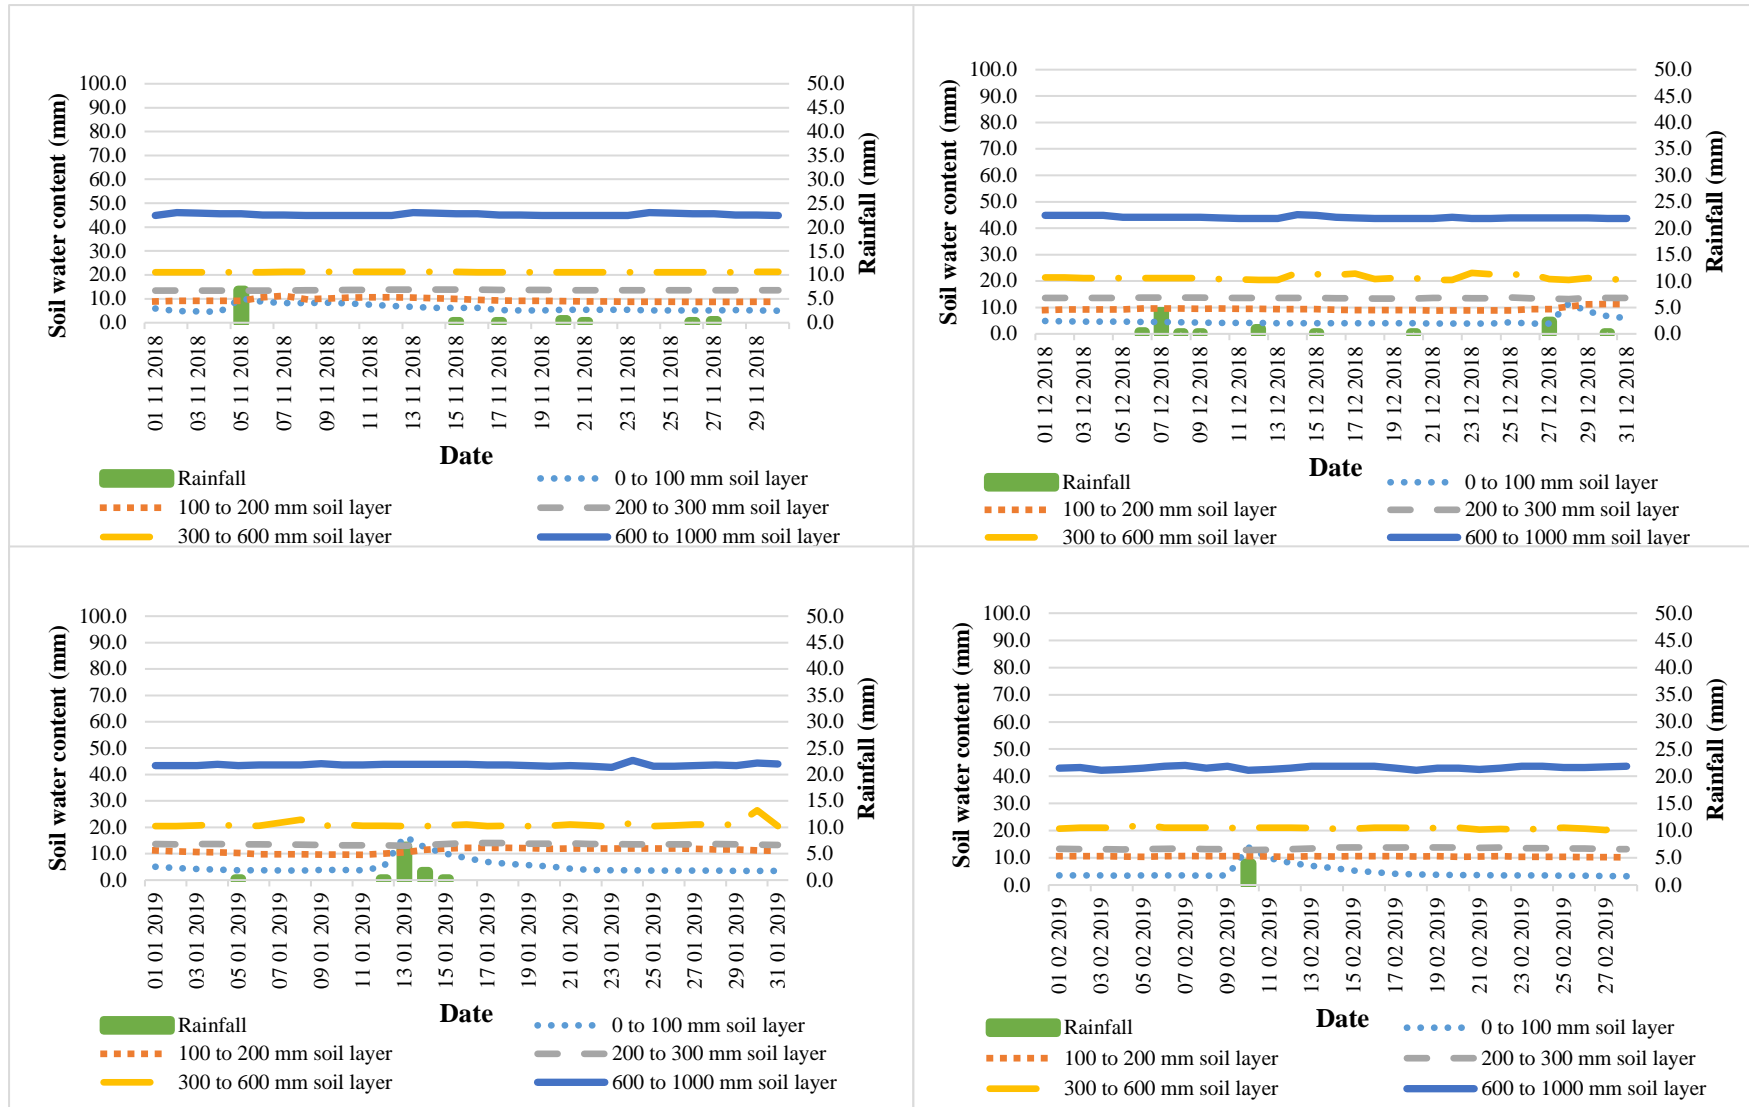 100.0
90.0
80.0
70.0
60.0
50.0
40.0
30.0
20.0
10.0
0.0
Soil water content (mm)
50.0
45.0
40.0
35.0
30.0
25.0
20.0
15.0
10.0
5.0
0.0
Rainfall (mm)
01 11 2018
03 11 2018
05 11 2018
07 11 2018
09 11 2018
11 11 2018
13 11 2018
15 11 2018
17 11 2018
19 11 2018
21 11 2018
23 11 2018
25 11 2018
27 11 2018
29 11 2018
Date
Rainfall
0 to 100 mm soil layer
100 to 200 mm soil layer
200 to 300 mm soil layer
300 to 600 mm soil layer
600 to 1000 mm soil layer
100.0
90.0
80.0
70.0
60.0
50.0
40.0
30.0
20.0
10.0
0.0
Soil water content (mm)
50.0
45.0
40.0
35.0
30.0
25.0
20.0
15.0
10.0
5.0
0.0
Rainfall (mm)
01 12 2018
03 12 2018
05 12 2018
07 12 2018
09 12 2018
11 12 2018
13 12 2018
15 12 2018
17 12 2018
19 12 2018
21 12 2018
23 12 2018
25 12 2018
27 12 2018
29 12 2018
31 12 2018
Date
Rainfall
0 to 100 mm soil layer
100 to 200 mm soil layer
200 to 300 mm soil layer
300 to 600 mm soil layer
600 to 1000 mm soil layer
100.0
90.0
80.0
70.0
60.0
50.0
40.0
30.0
20.0
10.0
0.0
Soil water content (mm)
50.0
45.0
40.0
35.0
30.0
25.0
20.0
15.0
10.0
5.0
0.0
Rainfall (mm)
01 01 2019
03 01 2019
05 01 2019
07 01 2019
09 01 2019
11 01 2019
13 01 2019
15 01 2019
17 01 2019
19 01 2019
21 01 2019
23 01 2019
25 01 2019
27 01 2019
29 01 2019
31 01 2019
Date
Rainfall
0 to 100 mm soil layer
100 to 200 mm soil layer
200 to 300 mm soil layer
300 to 600 mm soil layer
600 to 1000 mm soil layer
100.0
90.0
80.0
70.0
60.0
50.0
40.0
30.0
20.0
10.0
0.0
Soil water content (mm)
50.0
45.0
40.0
35.0
30.0
25.0
20.0
15.0
10.0
5.0
0.0
Rainfall (mm)
01 02 2019
03 02 2019
05 02 2019
07 02 2019
09 02 2019
11 02 2019
13 02 2019
15 02 2019
17 02 2019
19 02 2019
21 02 2019
23 02 2019
25 02 2019
27 02 2019
Date
Rainfall
0 to 100 mm soil layer
100 to 200 mm soil layer
200 to 300 mm soil layer
300 to 600 mm soil layer
600 to 1000 mm soil layer